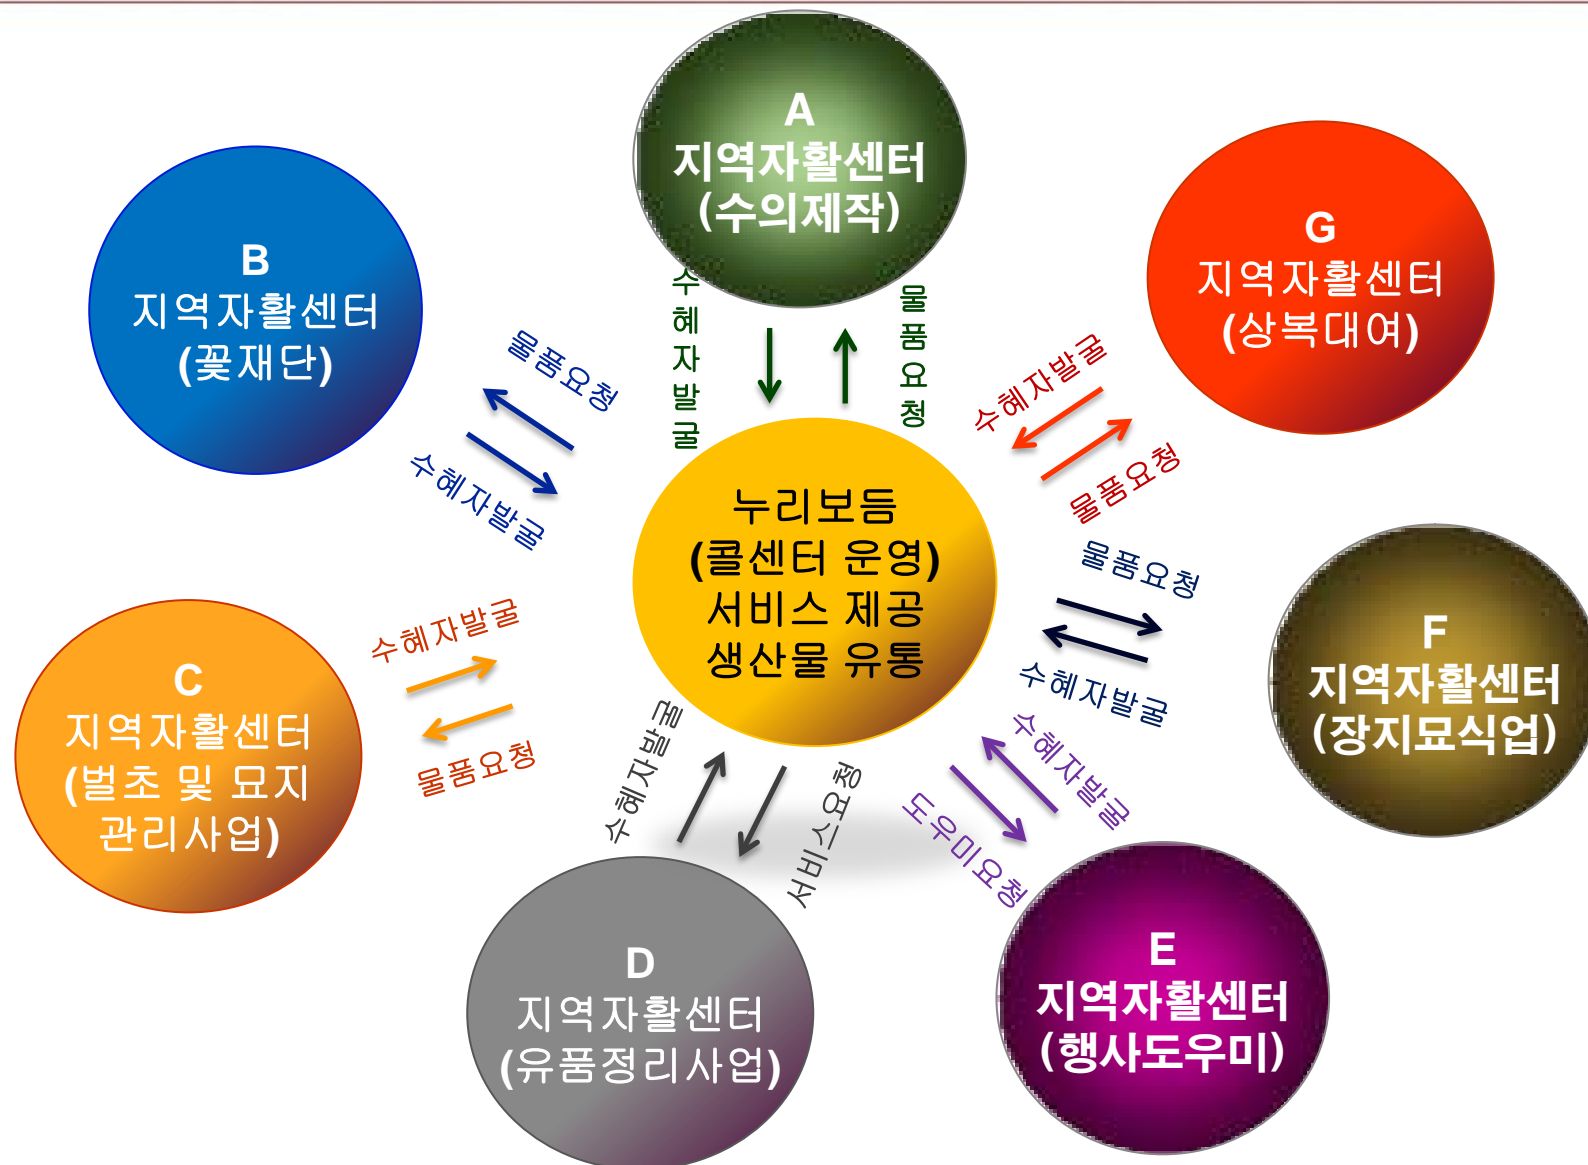 A
지역자활센터
(수의제작)
B
지역자활센터
(꽃재단)
G
지역자활센터
(상복대여)
수혜자발굴
물품요청
물품요청
수혜자발굴
수혜자발굴
물품요청
누리보듬
(콜센터 운영)
서비스 제공
생산물 유통
물품요청
수혜자발굴
F
지역자활센터
(장지묘식업)
수혜자발굴
물품요청
C
지역자활센터
(벌초 및 묘지
관리사업)
수혜자발굴
서비스요청
수혜자발굴
도우미요청
D
지역자활센터
(유품정리사업)
E
지역자활센터
(행사도우미)